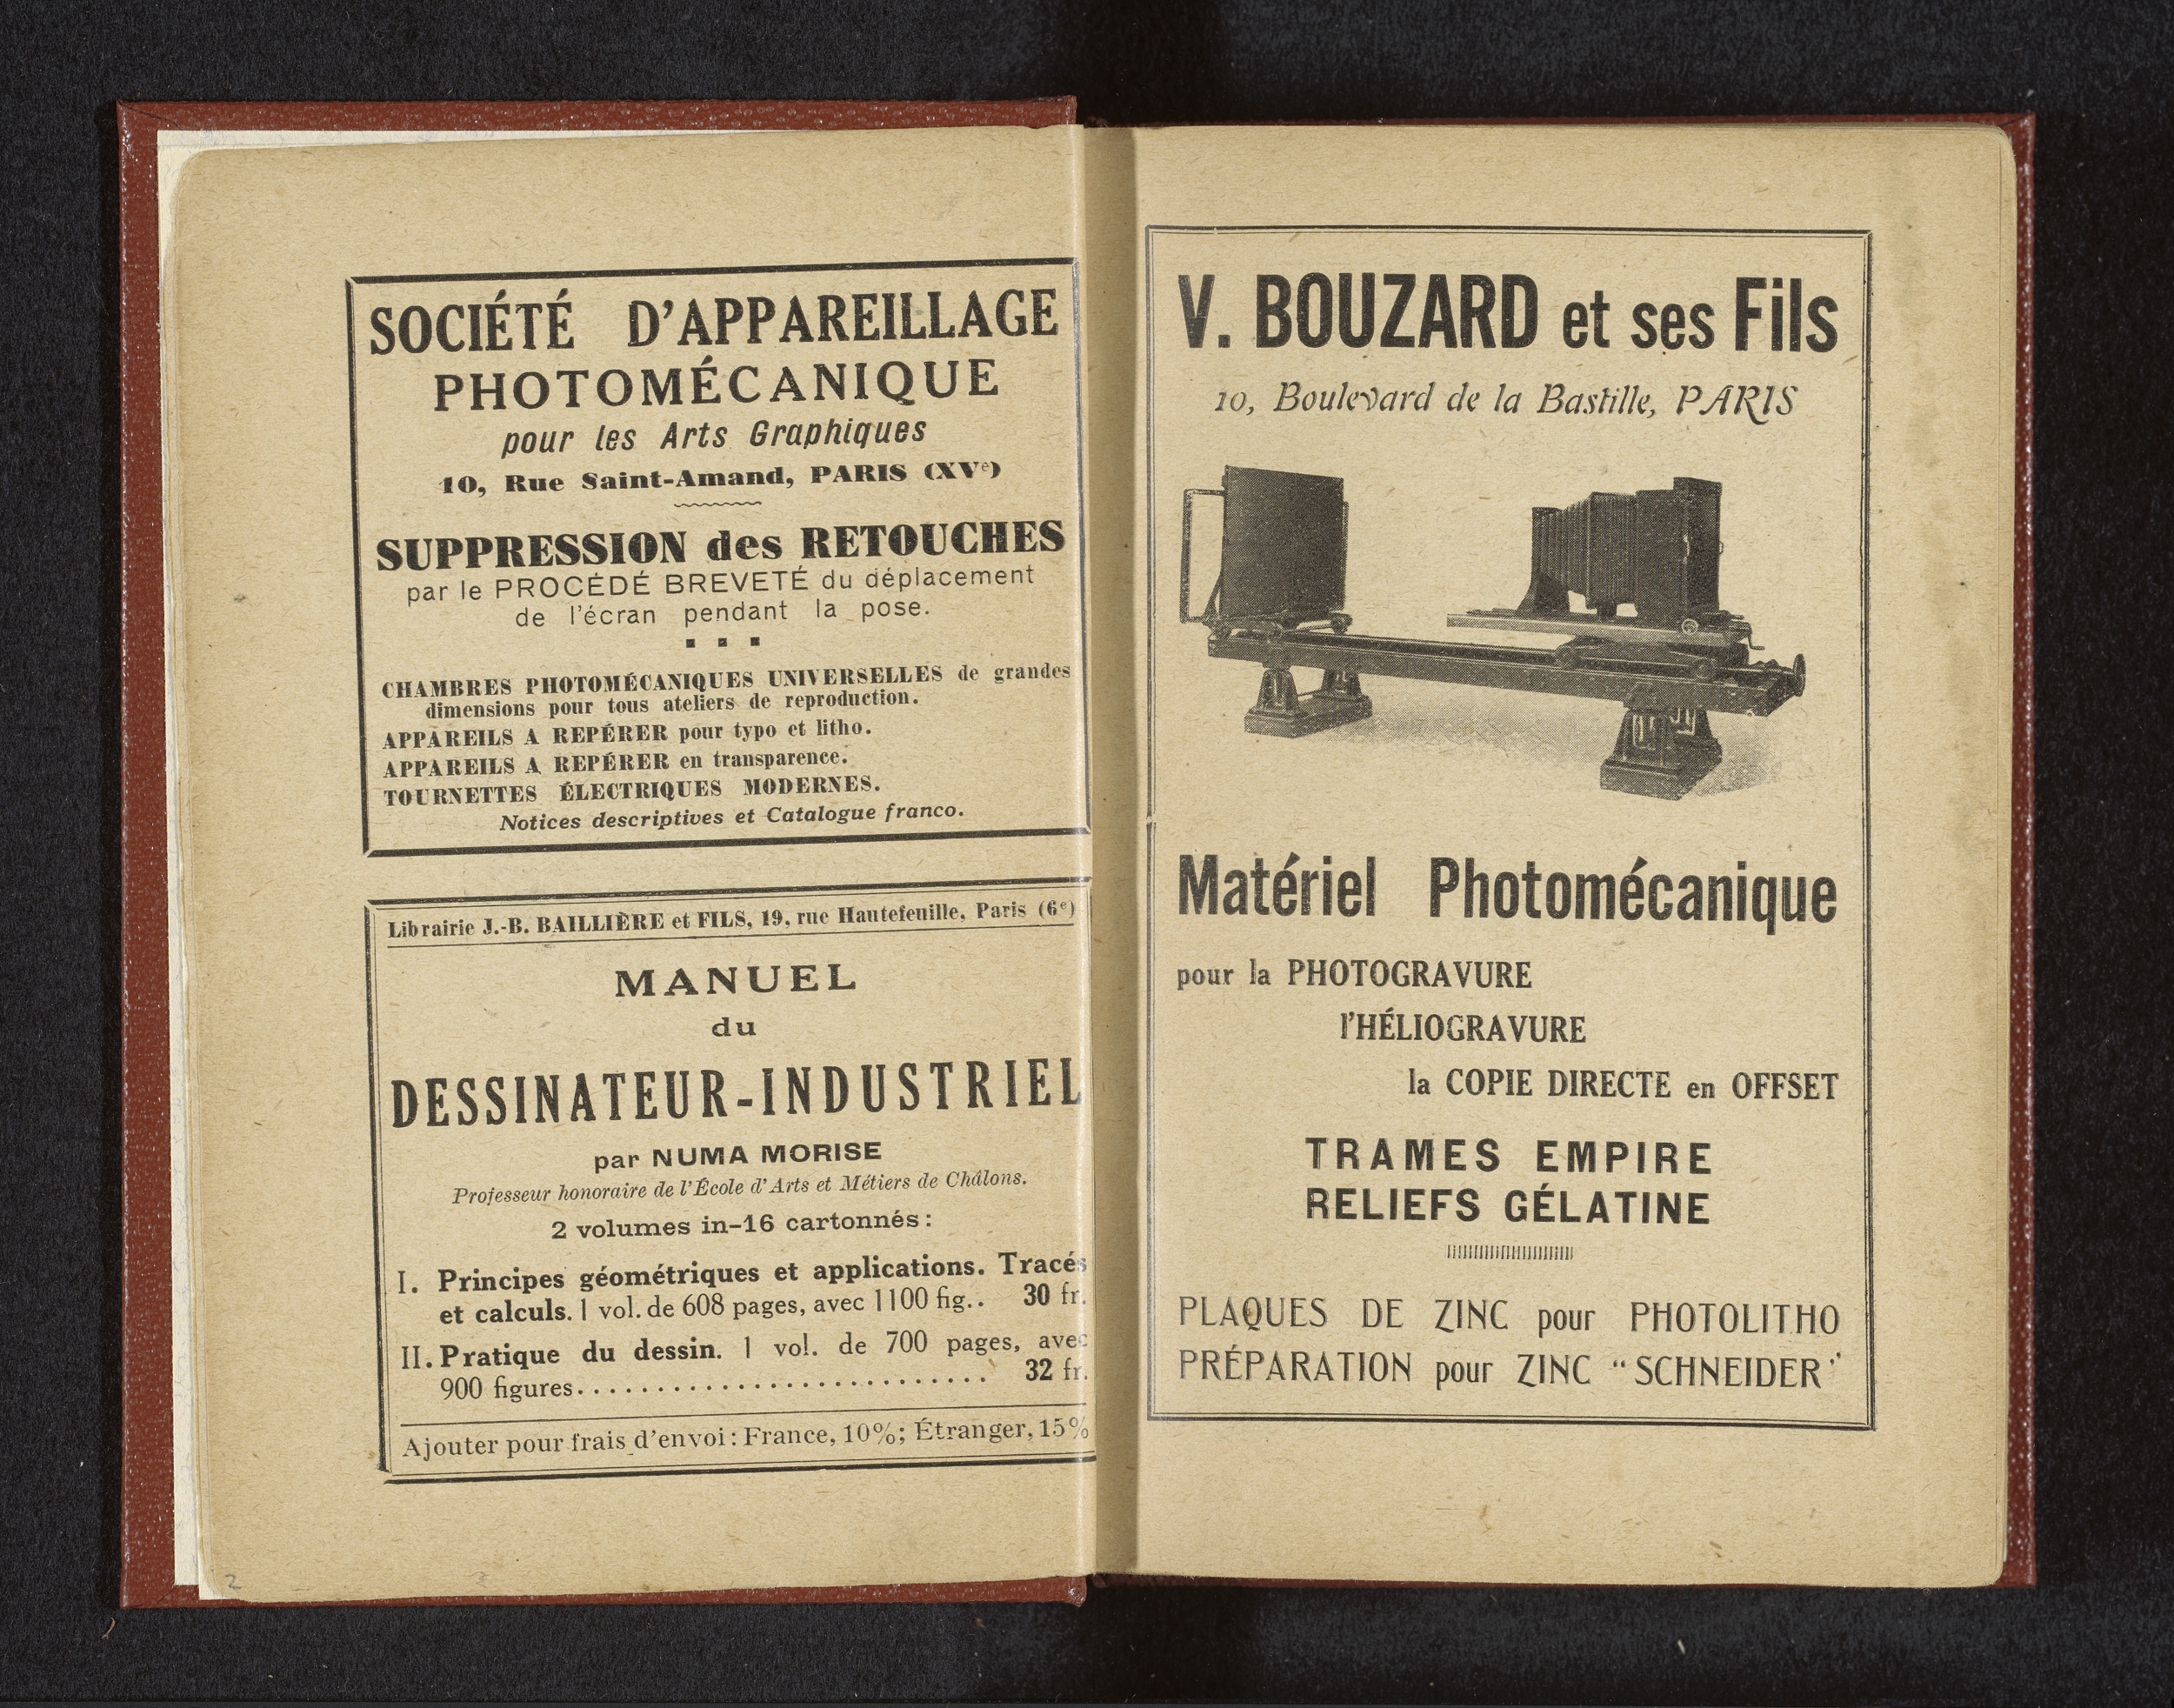 SOCIÉTÉ D'APPAREILLAGE
PHOTOMÉCANIQUE
pour les Arts Graphiques
10, Rue Saint-Amand, PARIS (XVe)
SUPPRESSION des RETOUCHES
par le PROCÉDÉ BREVETÉ du déplacement
de l'écran pendant la pose.
CHAMBRES PHOTOMÉCANIQUES UNIVERSELLES de grandes
dimensions pour tous ateliers de reproduction.
APPAREILS A REPÉRER pour typo et litho.
APPAREILS A REPÉRER en transparence.
TOURNETTES ÉLECTRIQUES MODERNES.
Notices descriptives et Catalogue franco.
Librairie J.-B. BAILLIÈRE et FILS, 19, rue Hautefeuille, Paris (6e)
MANUEL
du
DESSINATEUR-INDUSTRIEL
par NUMA MORISE
Professeur honoraire de l'École d'Arts et Métiers de Châlons.
2 volumes in-16 cartonnés:
I. Principes géométriques et applications. Tracés
et calculs. 1 vol. de 608 pages, avec 1100 fig.. 30 fr.
II. Pratique du dessin. 1 vol. de 700 pages, avec
900 figures.......................... 32 fr.
Ajouter pour frais d'envoi: France, 10%; Étranger, 15%
2
V. BOUZARD et ses Fils
10, Boulevard de la Bastille, PARIS
Matériel Photomécanique
pour la PHOTOGRAVURE
l'HÉLIOGRAVURE
la COPIE DIRECTE en OFFSET
TRAMES EMPIRE
RELIEFS GÉLATINE
PLAQUES DE ZINC pour PHOTOLITHO
PRÉPARATION pour ZINC "SCHNEIDER"